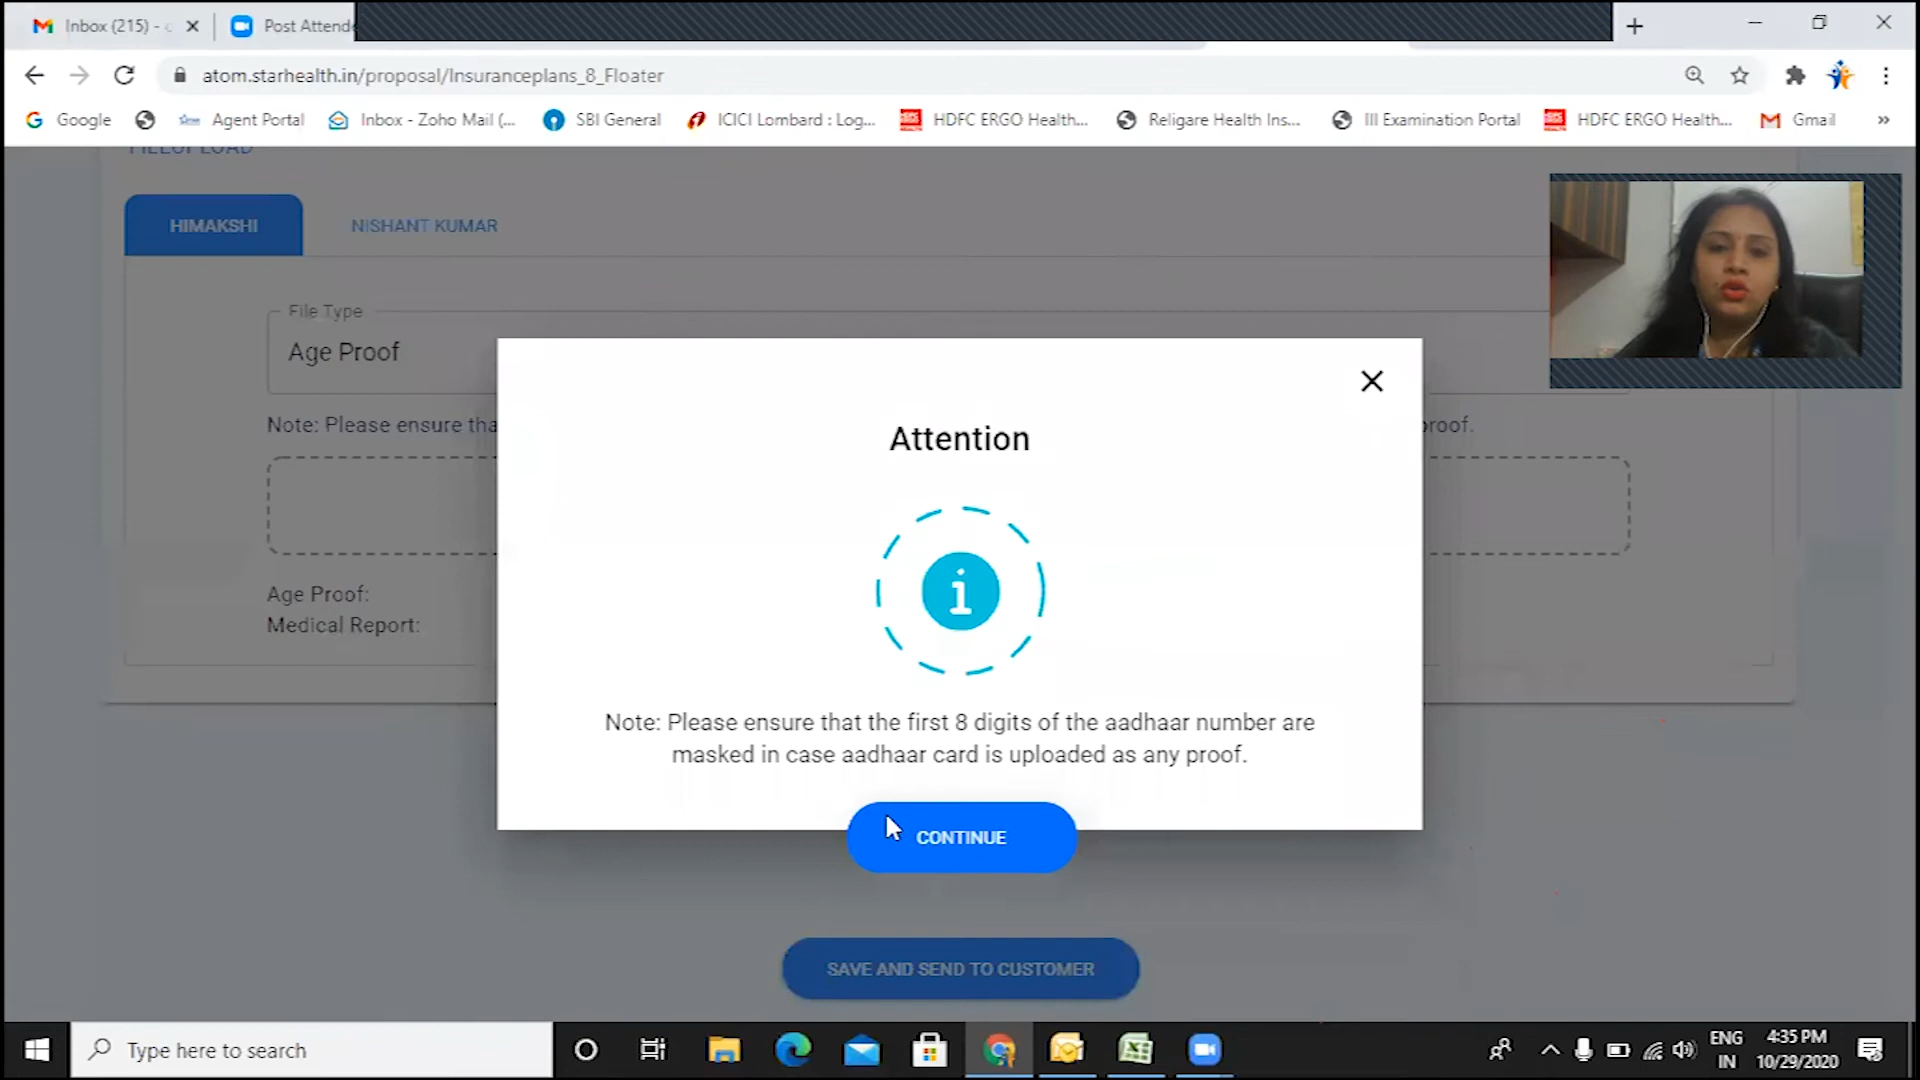 Inbox (215) - c
Post Attende
atom.starhealth.in/proposal/Insuranceplans_8_Floater
Google
Agent Portal
Inbox - Zoho Mail (...
SBI General
ICICI Lombard : Log...
HDFC ERGO Health...
Religare Health Ins...
III Examination Portal
HDFC ERGO Health...
Gmail
»
FILEUPLOAD
HIMAKSHI
NISHANT KUMAR
File Type
Age Proof
Note: Please ensure tha
proof.
Attention
i
Note: Please ensure that the first 8 digits of the aadhaar number are
masked in case aadhaar card is uploaded as any proof.
CONTINUE
Age Proof:
Medical Report:
SAVE AND SEND TO CUSTOMER
Type here to search
ENG
IN
4:35 PM
10/29/2020